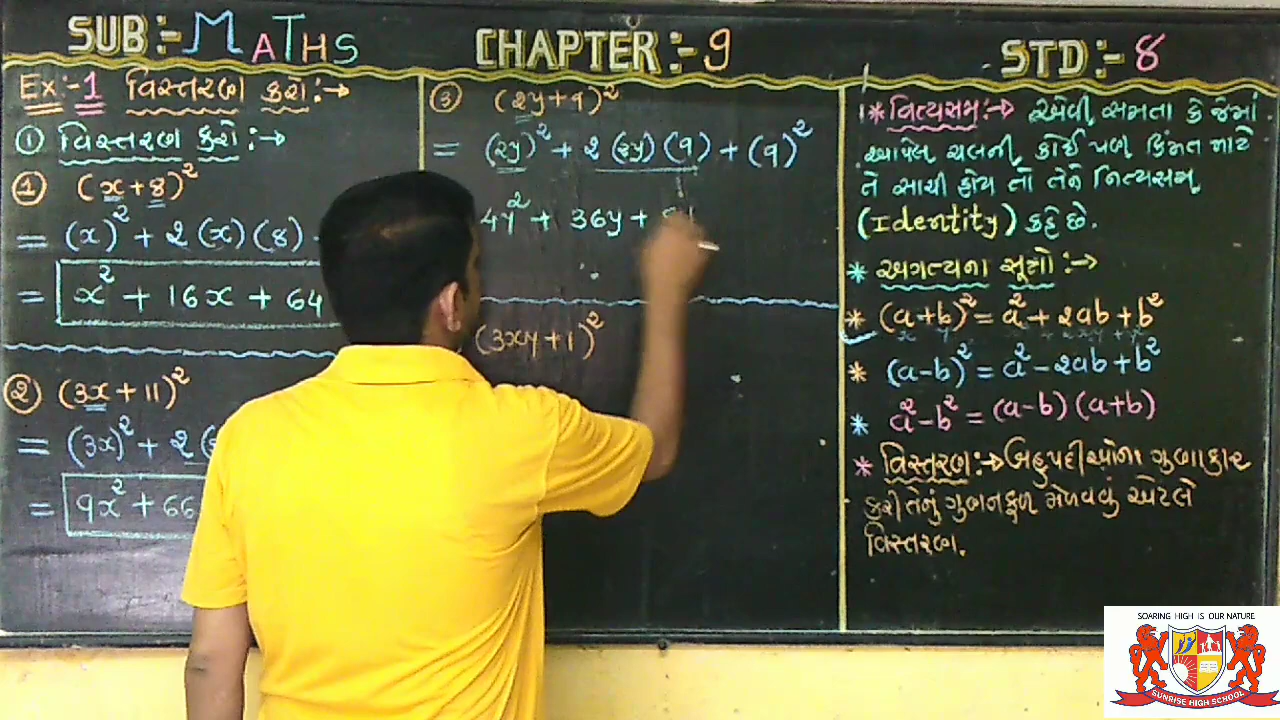 SUB:- MATHS
CHAPTER:- 9
STD:- 8
Ex:-1 વિસ્તરણ કરો:→
① વિસ્તરણ કરો:→
① (x+8)²
= (x)² + 2(x)(8)
= x² + 16x + 64
② (3x+11)²
= (3x)² + 2(
= 9x² + 66
③ (2y+9)²
= (2y)² + 2(2y)(9) + (9)²
4y² + 36y +
(3xy+1)²
* નિત્યસમ:→ એવી સમતા કે જેમાં
આપેલ ચલની કોઈ પણ કિંમત માટે
તે સાચી હોય તો તેને નિત્યસમ
(Identity) કહે છે.
* અગત્યના સૂત્રો:→
* (a+b)² = a² + 2ab + b²
* (a-b)² = a² - 2ab + b²
* a² - b² = (a-b)(a+b)
* વિસ્તરણ:→ બહુપદીઓના ગુણાકાર
કરી તેનું ગુણનફળ મેળવવું એટલે
વિસ્તરણ.
SOARING HIGH IS OUR NATURE
SUNRISE HIGH SCHOOL